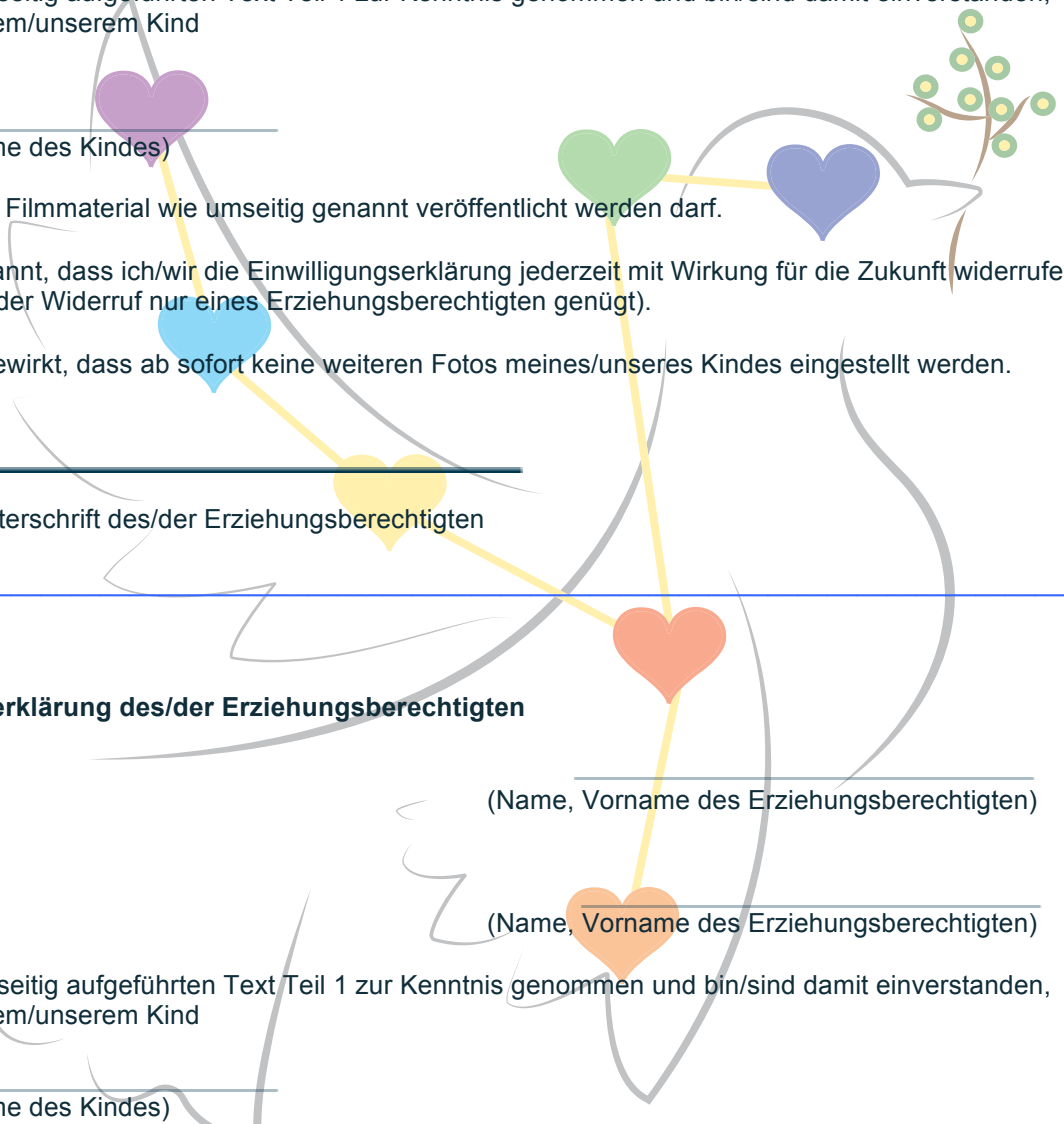 seitig aufgeführten Text Teil 1 zur Kenntnis genommen und bin/sind damit einverstanden,
em/unserem Kind
me des Kindes)
Filmmaterial wie umseitig genannt veröffentlicht werden darf.
annt, dass ich/wir die Einwilligungserklärung jederzeit mit Wirkung für die Zukunft widerrufe
der Widerruf nur eines Erziehungsberechtigten genügt).
ewirkt, dass ab sofort keine weiteren Fotos meines/unseres Kindes eingestellt werden.
terschrift des/der Erziehungsberechtigten
erklärung des/der Erziehungsberechtigten
(Name, Vorname des Erziehungsberechtigten)
(Name, Vorname des Erziehungsberechtigten)
seitig aufgeführten Text Teil 1 zur Kenntnis genommen und bin/sind damit einverstanden,
em/unserem Kind
me des Kindes)